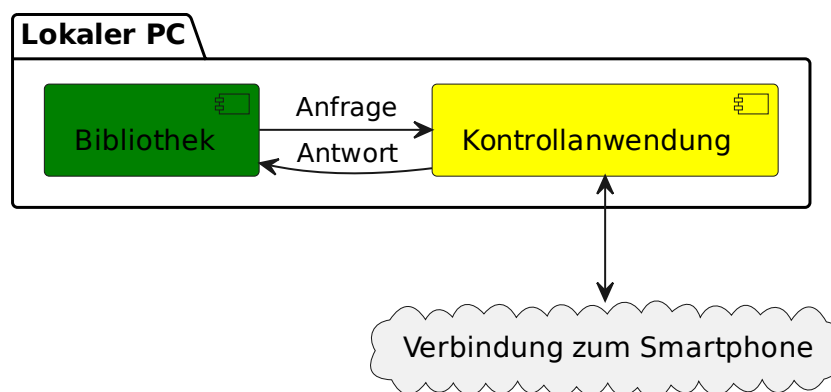 Lokaler PC
Bibliothek
Anfrage
Antwort
Kontrollanwendung
Verbindung zum Smartphone